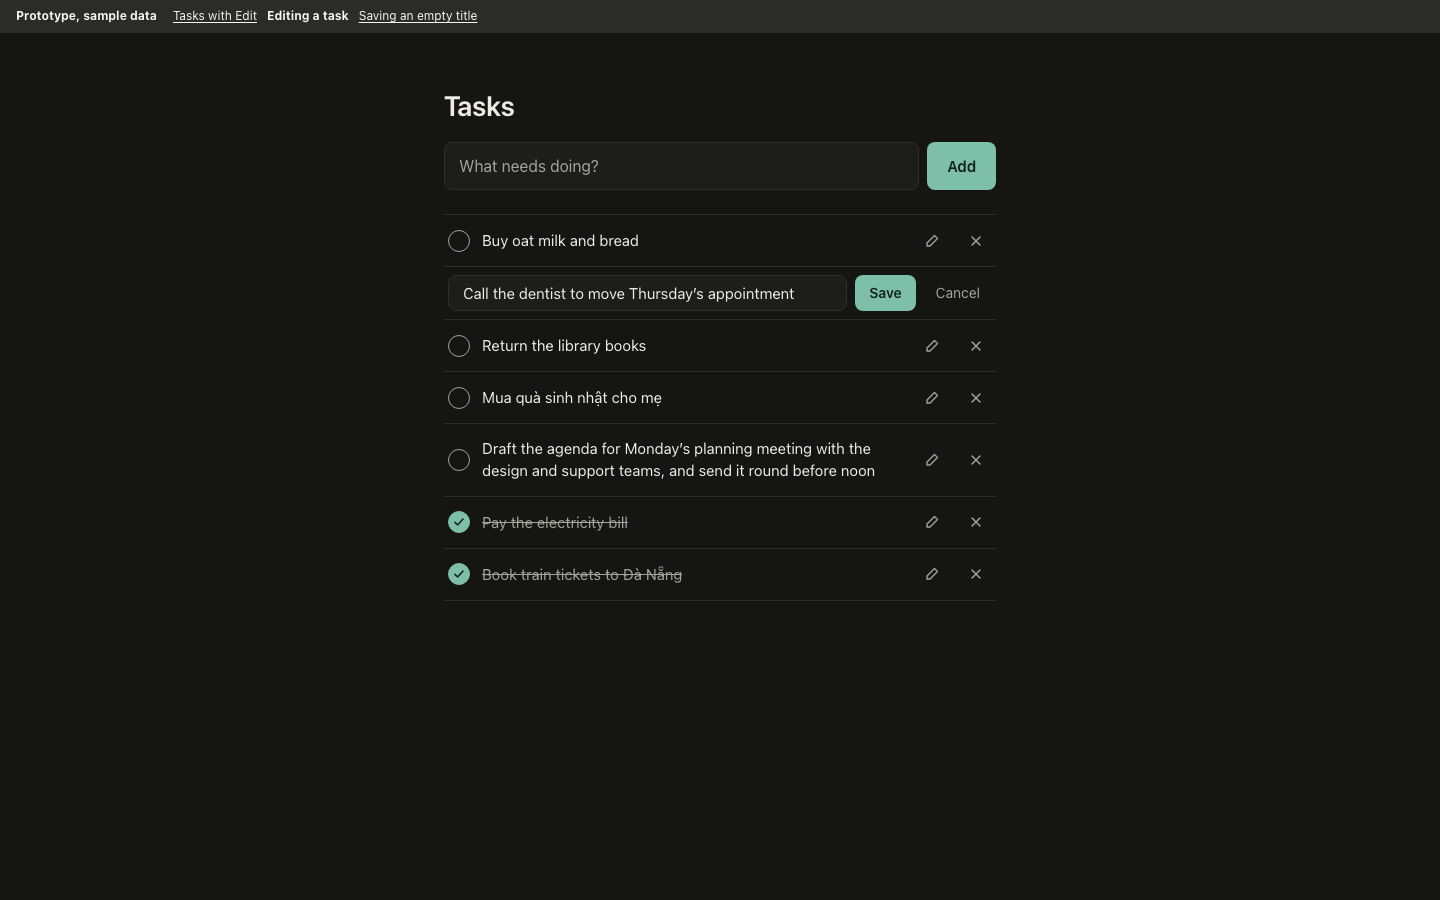 Prototype, sample data Tasks with Edit Editing a task Saving an empty title
Tasks
What needs doing? Add
Buy oat milk and bread
Call the dentist to move Thursday’s appointment Save Cancel
Return the library books
Mua quà sinh nhật cho mẹ
Draft the agenda for Monday’s planning meeting with the
design and support teams, and send it round before noon
Pay the electricity bill
Book train tickets to Đà Nẵng